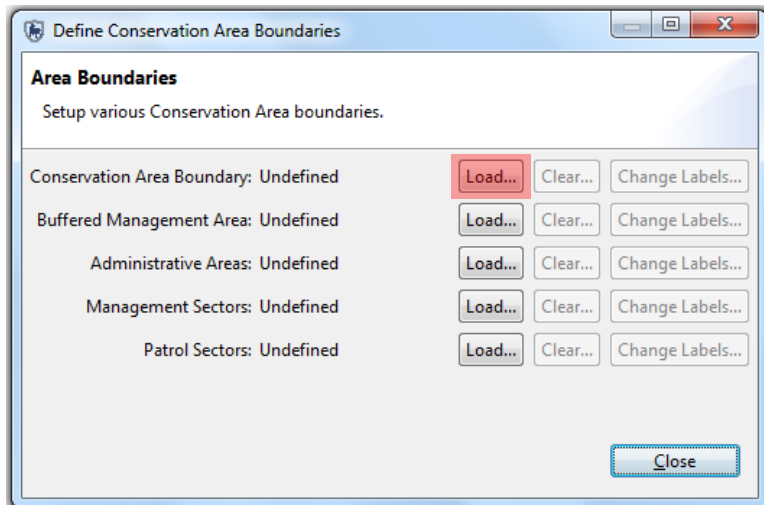 Define Conservation Area Boundaries
Area Boundaries
Setup various Conservation Area boundaries.
Conservation Area Boundary: Undefined Load... Clear... Change Labels...
Buffered Management Area: Undefined Load... Clear... Change Labels...
Administrative Areas: Undefined Load... Clear... Change Labels...
Management Sectors: Undefined Load... Clear... Change Labels...
Patrol Sectors: Undefined Load... Clear... Change Labels...
Close